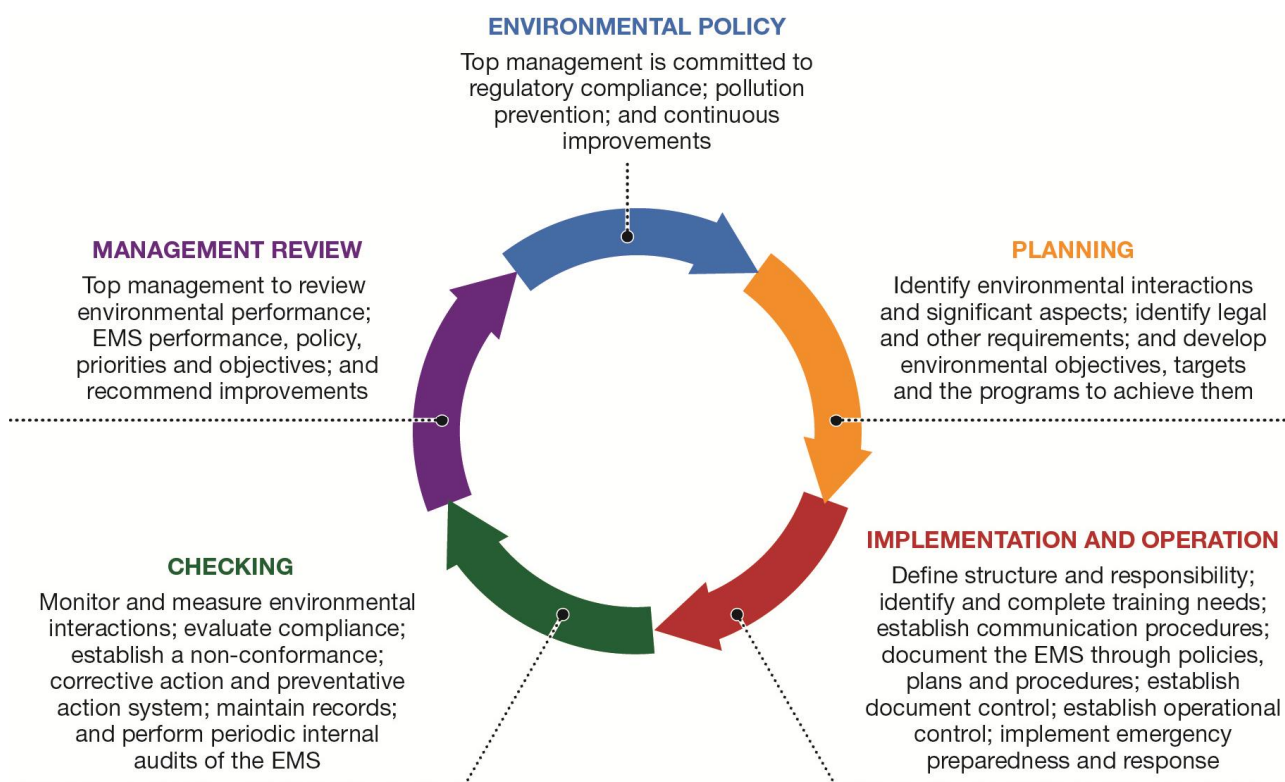 ENVIRONMENTAL POLICY
Top management is committed to
regulatory compliance; pollution
prevention; and continuous
improvements
MANAGEMENT REVIEW
Top management to review
environmental performance;
EMS performance, policy,
priorities and objectives; and
recommend improvements
PLANNING
Identify environmental interactions
and significant aspects; identify legal
and other requirements; and develop
environmental objectives, targets
and the programs to achieve them
CHECKING
Monitor and measure environmental
interactions; evaluate compliance;
establish a non-conformance;
corrective action and preventative
action system; maintain records;
and perform periodic internal
audits of the EMS
IMPLEMENTATION AND OPERATION
Define structure and responsibility;
identify and complete training needs;
establish communication procedures;
document the EMS through policies,
plans and procedures; establish
document control; establish operational
control; implement emergency
preparedness and response